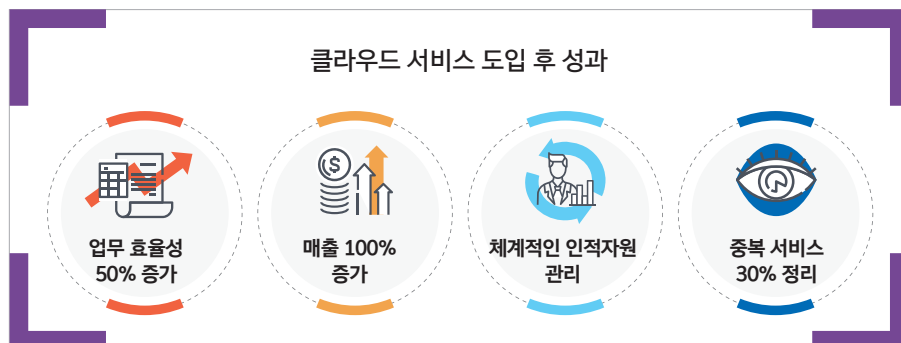 클라우드 서비스 도입 후 성과
업무 효율성
50% 증가
매출 100%
증가
체계적인 인적자원
관리
중복 서비스
30% 정리